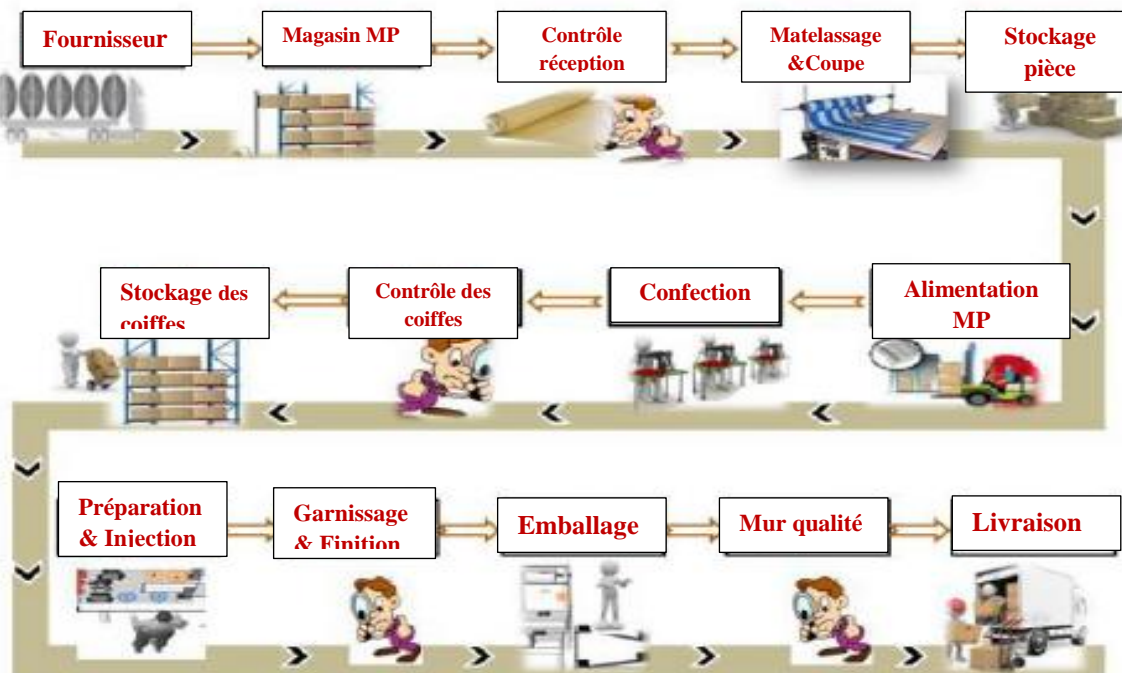 Fournisseur
Magasin MP
Contrôle
réception
Matelassage
&Coupe
Stockage
pièce
Alimentation
MP
Confection
Contrôle des
coiffes
Stockage des
coiffes
Préparation
& Injection
Garnissage
& Finition
Emballage
Mur qualité
Livraison